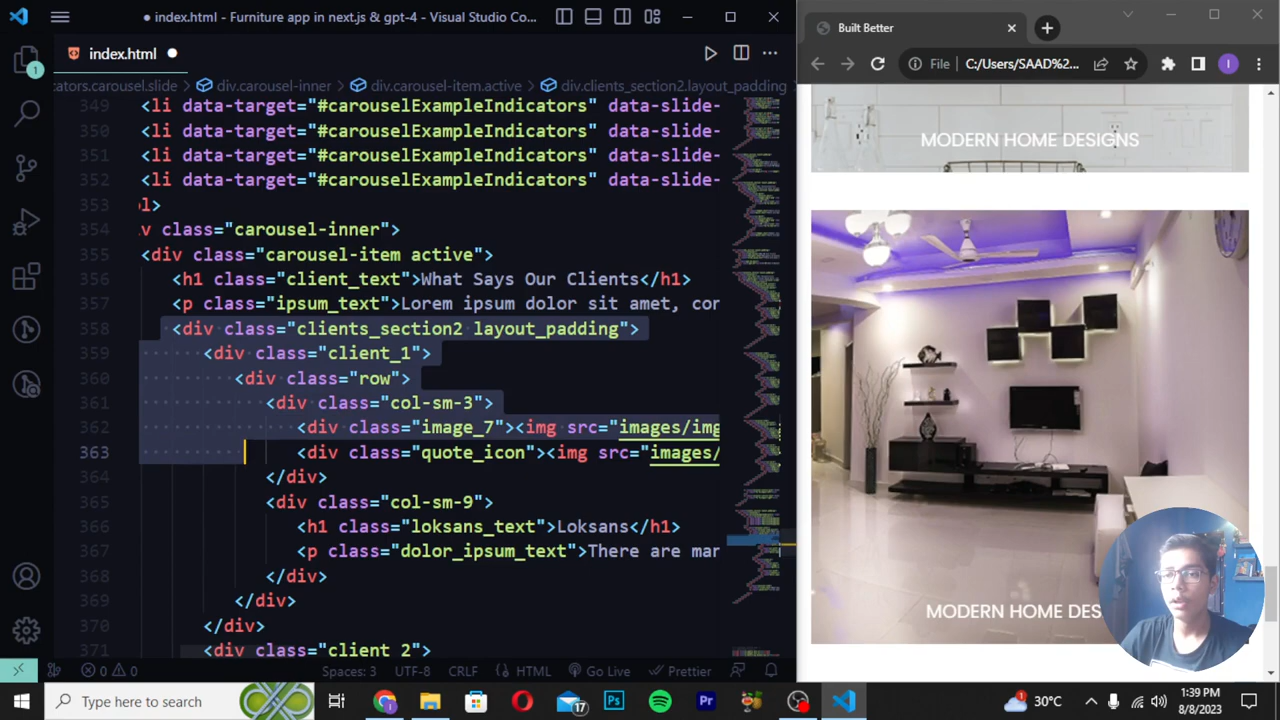 index.html - Furniture app in next.js & gpt-4 - Visual Studio Co...
index.html
Built Better
File C:/Users/SAAD%2...
cators.carousel.slide > div.carousel-inner > div.carousel-item.active > div.clients_section2.layout_padding
349 <li data-target="#carouselExampleIndicators" data-slide-
350 <li data-target="#carouselExampleIndicators" data-slide-
351 <li data-target="#carouselExampleIndicators" data-slide-
352 <li data-target="#carouselExampleIndicators" data-slide-
353 ol>
354 v class="carousel-inner">
355 <div class="carousel-item active">
356 <h1 class="client_text">What Says Our Clients</h1>
357 <p class="ipsum_text">Lorem ipsum dolor sit amet, con
358 <div class="clients_section2 layout_padding">
359 <div class="client_1">
360 <div class="row">
361 <div class="col-sm-3">
362 <div class="image_7"><img src="images/img
363 <div class="quote_icon"><img src="images/
364 </div>
365 <div class="col-sm-9">
366 <h1 class="loksans_text">Loksans</h1>
367 <p class="dolor_ipsum_text">There are mar
368 </div>
369 </div>
370 </div>
371 <div class="client_2">
MODERN HOME DESIGNS
MODERN HOME DES
1
0 0 Spaces: 3 UTF-8 CRLF HTML Go Live Prettier
Type here to search
17
Ps
Pr
1
30°C
1:39 PM
8/8/2023